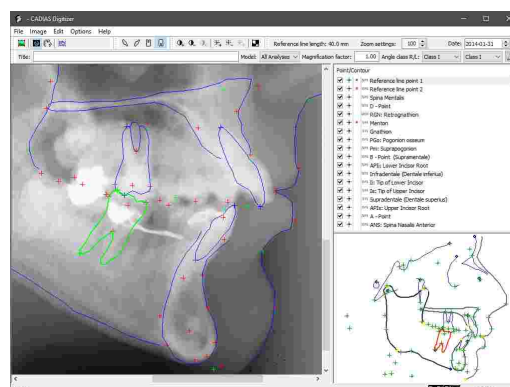 - CADIAS Digitizer
File Image Edit Options Help
Reference line length: 40.0 mm Zoom settings: 100 Date: 2014-01-31
Title: Model: All Analyses Magnification factor: 1.00 Angle class R/L: Class I Class I
Point/Contour
Reference line point 1
Reference line point 2
Spina Mentalis
D - Point
RGN: Retrognathion
Menton
Gnathion
PGo: Pogonion osseum
Pm: Suprapogonion
B - Point (Supramentale)
APIi: Lower Incisor Root
Infradentale (Dentale inferius)
Ii: Tip of Lower Incisor
Is: Tip of Upper Incisor
Supradentale (Dentale superius)
APIs: Upper Incisor Root
A - Point
ANS: Spina Nasalis Anterior